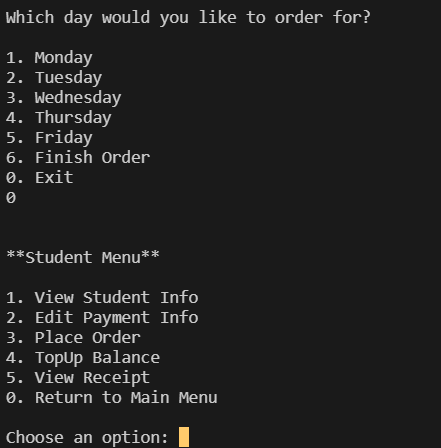 Which day would you like to order for?
1. Monday
2. Tuesday
3. Wednesday
4. Thursday
5. Friday
6. Finish Order
0. Exit
0
**Student Menu**
1. View Student Info
2. Edit Payment Info
3. Place Order
4. TopUp Balance
5. View Receipt
0. Return to Main Menu
Choose an option: